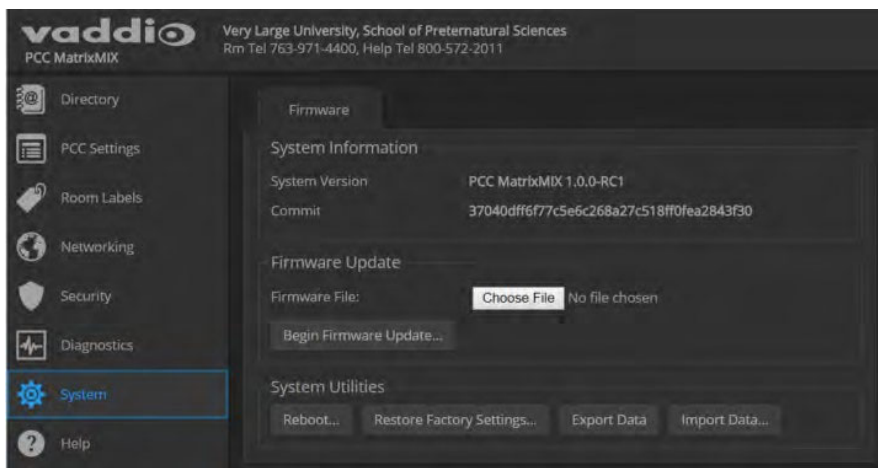 vaddio
PCC MatrixMIX
Very Large University, School of Preternatural Sciences
Rm Tel 763-971-4400, Help Tel 800-572-2011
Directory
PCC Settings
Room Labels
Networking
Security
Diagnostics
System
Help
Firmware
System Information
System Version PCC MatrixMIX 1.0.0-RC1
Commit 37040dff6f77c5e6c268a27c518ff0fea2843f30
Firmware Update
Firmware File: Choose File No file chosen
Begin Firmware Update...
System Utilities
Reboot... Restore Factory Settings... Export Data Import Data...